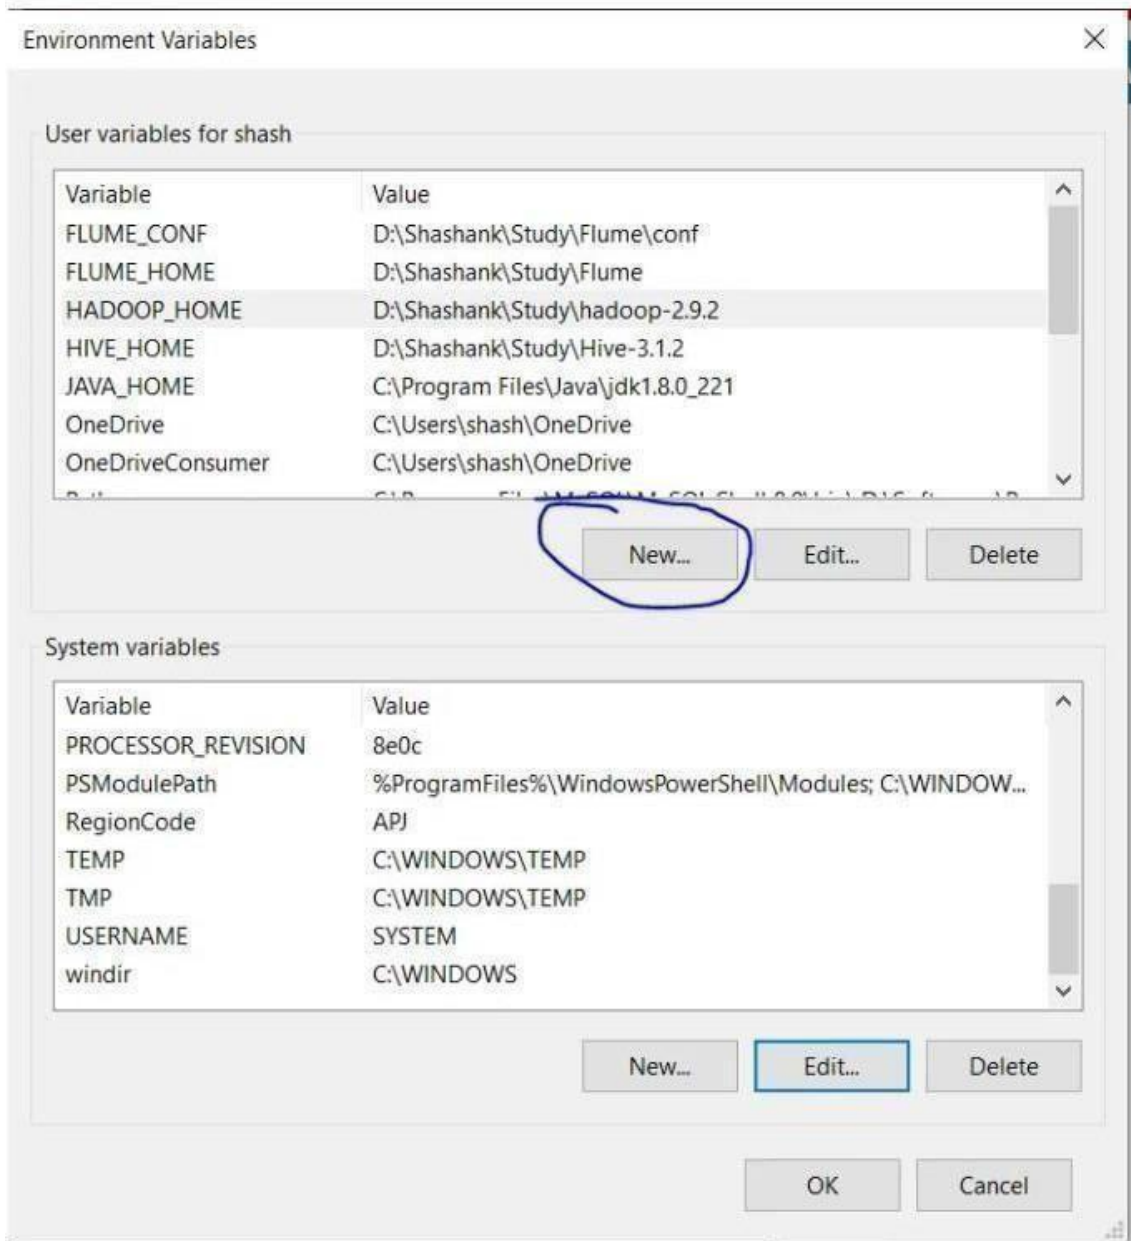 Environment Variables
User variables for shash
Variable Value
FLUME_CONF D:\Shashank\Study\Flume\conf
FLUME_HOME D:\Shashank\Study\Flume
HADOOP_HOME D:\Shashank\Study\hadoop-2.9.2
HIVE_HOME D:\Shashank\Study\Hive-3.1.2
JAVA_HOME C:\Program Files\Java\jdk1.8.0_221
OneDrive C:\Users\shash\OneDrive
OneDriveConsumer C:\Users\shash\OneDrive
New... Edit... Delete
System variables
Variable Value
PROCESSOR_REVISION 8e0c
PSModulePath %ProgramFiles%\WindowsPowerShell\Modules; C:\WINDOW...
RegionCode APJ
TEMP C:\WINDOWS\TEMP
TMP C:\WINDOWS\TEMP
USERNAME SYSTEM
windir C:\WINDOWS
New... Edit... Delete
OK Cancel